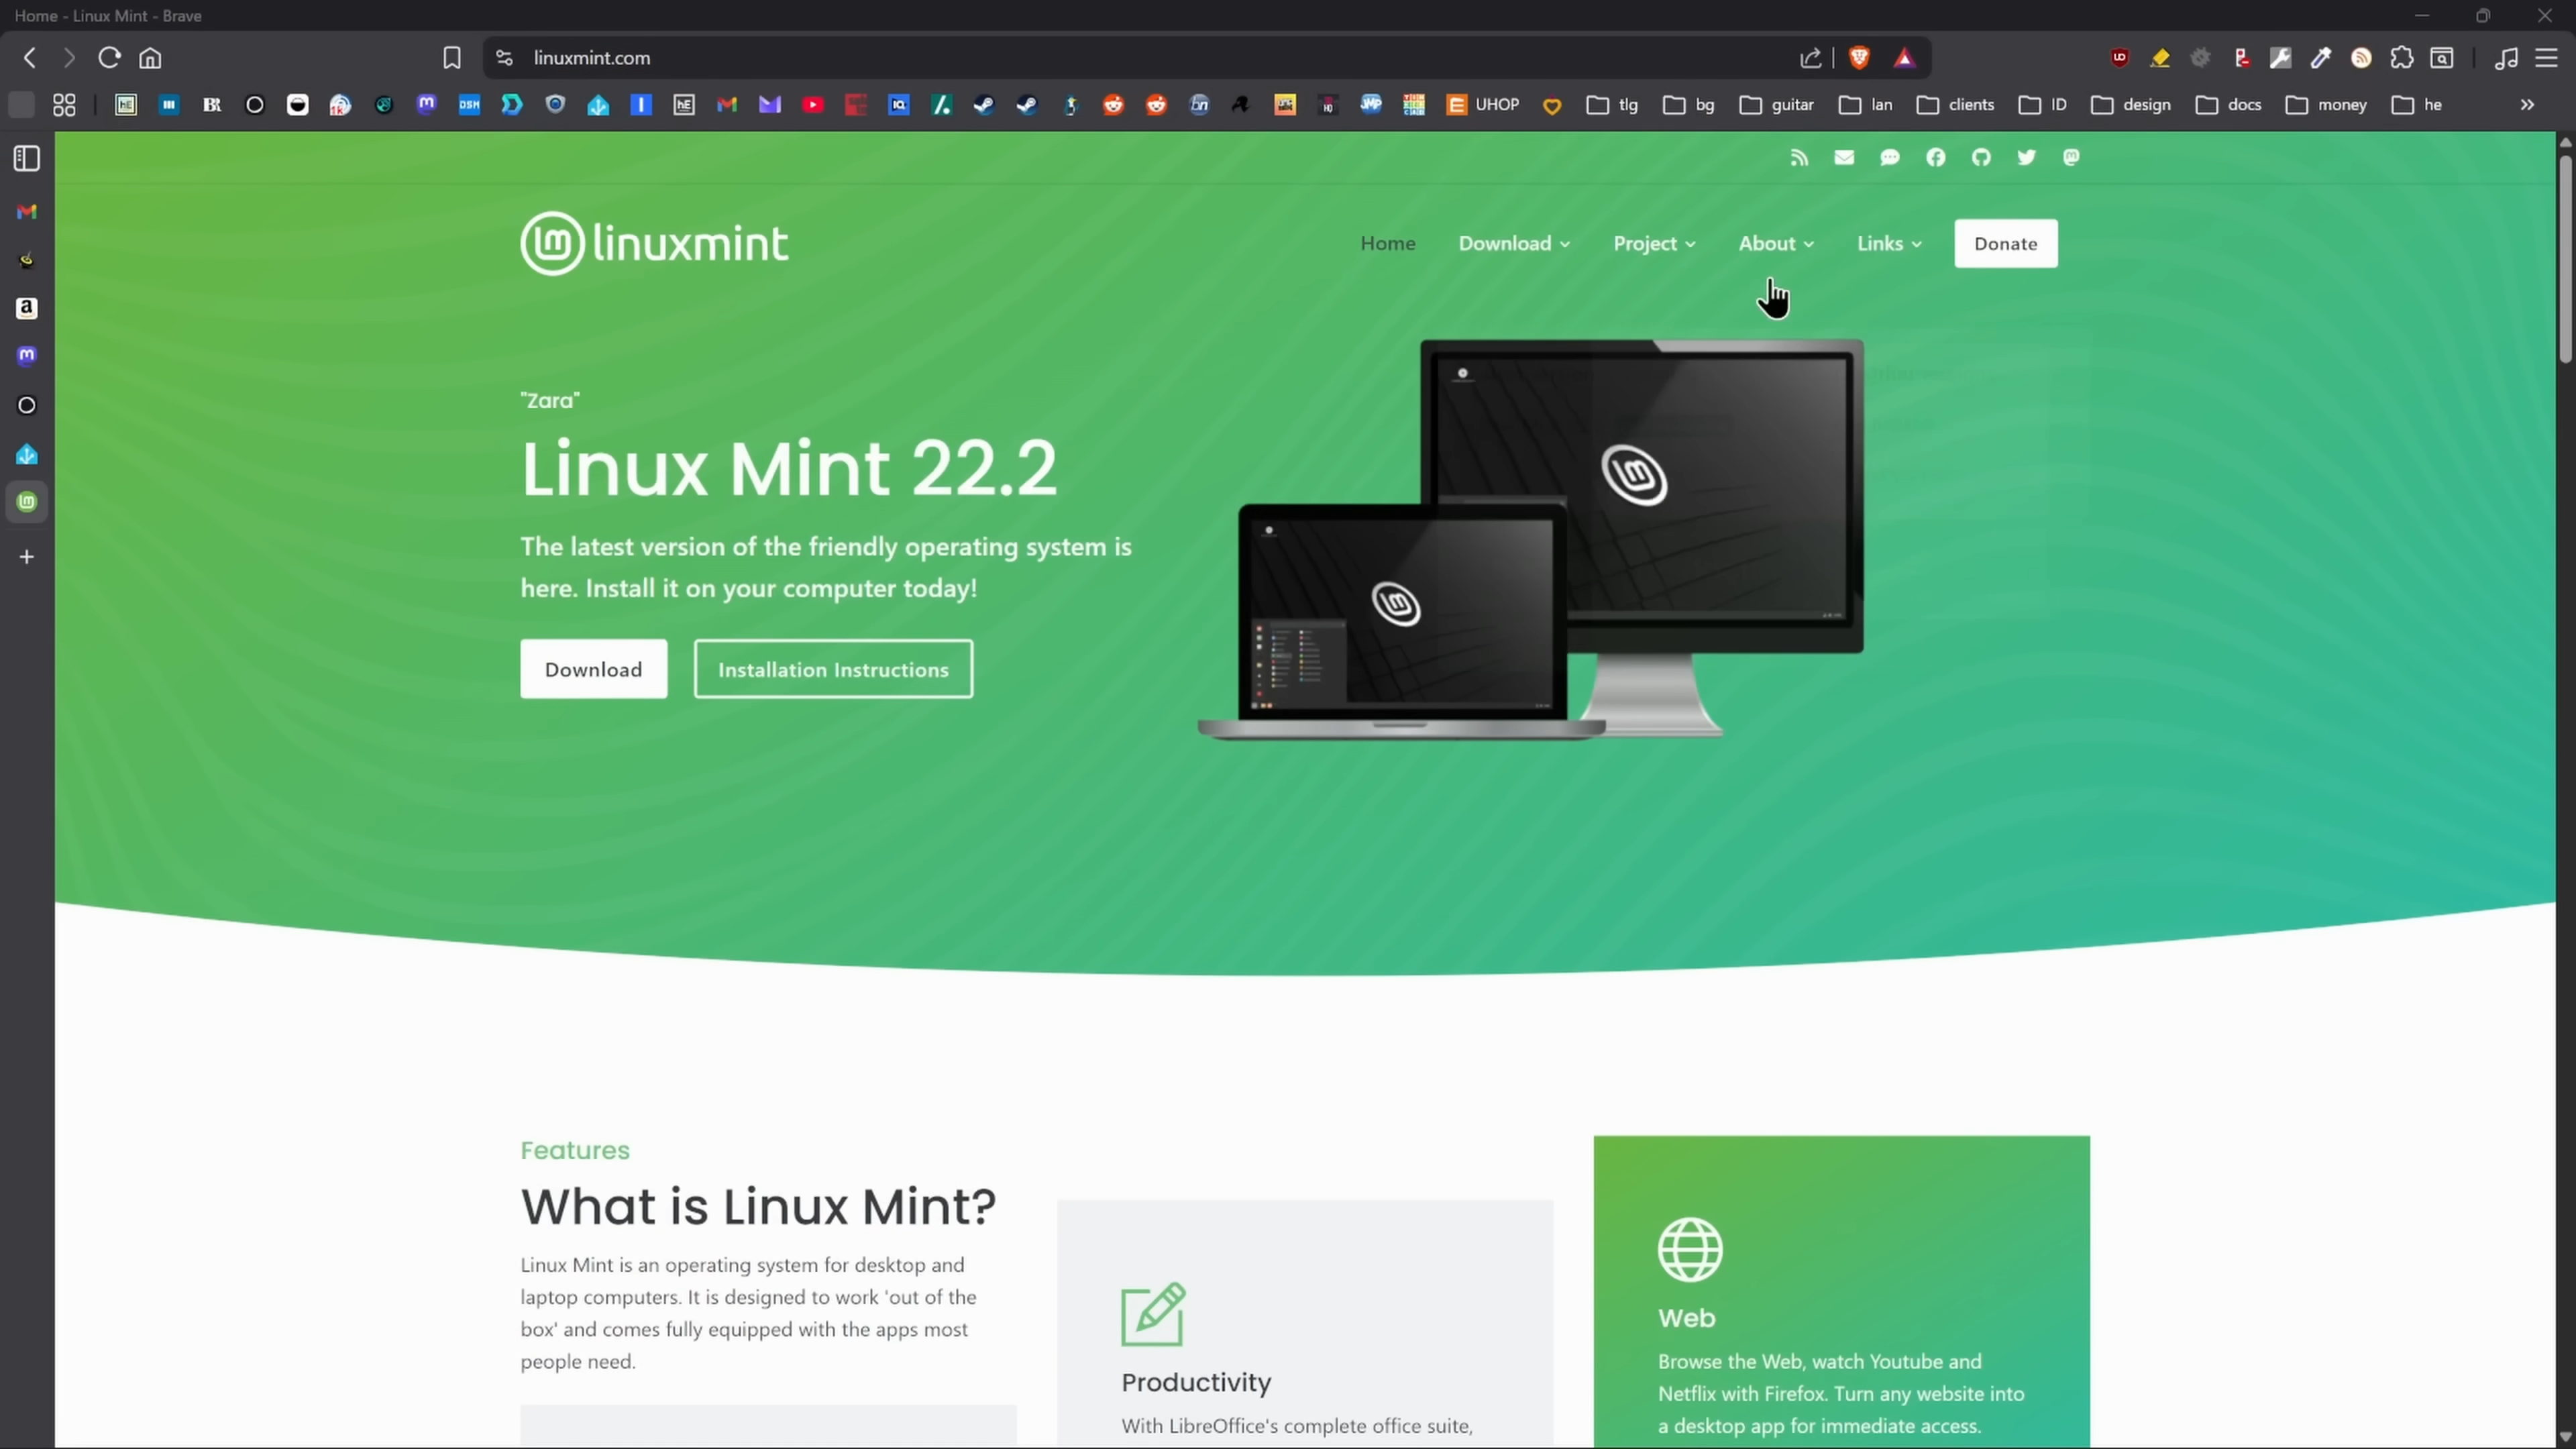 Home - Linux Mint - Brave
linuxmint.com
UHOP
tlg
bg
guitar
lan
clients
ID
design
docs
money
he
linuxmint
Home
Download
Project
About
Links
Donate
"Zara"
Linux Mint 22.2
The latest version of the friendly operating system is
here. Install it on your computer today!
Download
Installation Instructions
Features
What is Linux Mint?
Linux Mint is an operating system for desktop and
laptop computers. It is designed to work 'out of the
box' and comes fully equipped with the apps most
people need.
Productivity
With LibreOffice's complete office suite,
Web
Browse the Web, watch Youtube and
Netflix with Firefox. Turn any website into
a desktop app for immediate access.